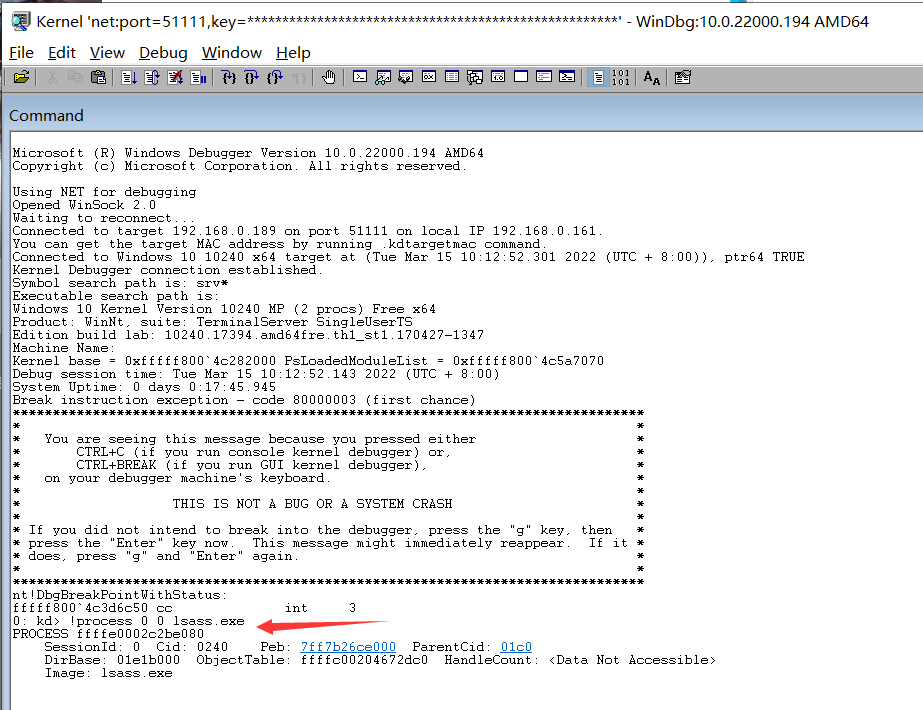 Kernel 'net:port=51111,key=*****************************************************' - WinDbg:10.0.22000.194 AMD64
File Edit View Debug Window Help
Command
Microsoft (R) Windows Debugger Version 10.0.22000.194 AMD64
Copyright (c) Microsoft Corporation. All rights reserved.
Using NET for debugging
Opened WinSock 2.0
Waiting to reconnect...
Connected to target 192.168.0.189 on port 51111 on local IP 192.168.0.161.
You can get the target MAC address by running .kdtargetmac command.
Connected to Windows 10 10240 x64 target at (Tue Mar 15 10:12:52.301 2022 (UTC + 8:00)), ptr64 TRUE
Kernel Debugger connection established.
Symbol search path is: srv*
Executable search path is:
Windows 10 Kernel Version 10240 MP (2 procs) Free x64
Product: WinNt, suite: TerminalServer SingleUserTS
Edition build lab: 10240.17394.amd64fre.th1_st1.170427-1347
Machine Name:
Kernel base = 0xfffff800`4c282000 PsLoadedModuleList = 0xfffff800`4c5a7070
Debug session time: Tue Mar 15 10:12:52.143 2022 (UTC + 8:00)
System Uptime: 0 days 0:17:45.945
Break instruction exception - code 80000003 (first chance)
*******************************************************************************
* *
* You are seeing this message because you pressed either *
* CTRL+C (if you run console kernel debugger) or, *
* CTRL+BREAK (if you run GUI kernel debugger), *
* on your debugger machine's keyboard. *
* *
* THIS IS NOT A BUG OR A SYSTEM CRASH *
* *
* If you did not intend to break into the debugger, press the "g" key, then *
* press the "Enter" key now. This message might immediately reappear. If it *
* does, press "g" and "Enter" again. *
* *
*******************************************************************************
nt!DbgBreakPointWithStatus:
fffff800`4c3d6c50 cc int 3
0: kd> !process 0 0 lsass.exe
PROCESS ffffe0002c2be080
SessionId: 0 Cid: 0240 Peb: 7ff7b26ce000 ParentCid: 01c0
DirBase: 01e1b000 ObjectTable: ffffc00204672dc0 HandleCount: <Data Not Accessible>
Image: lsass.exe